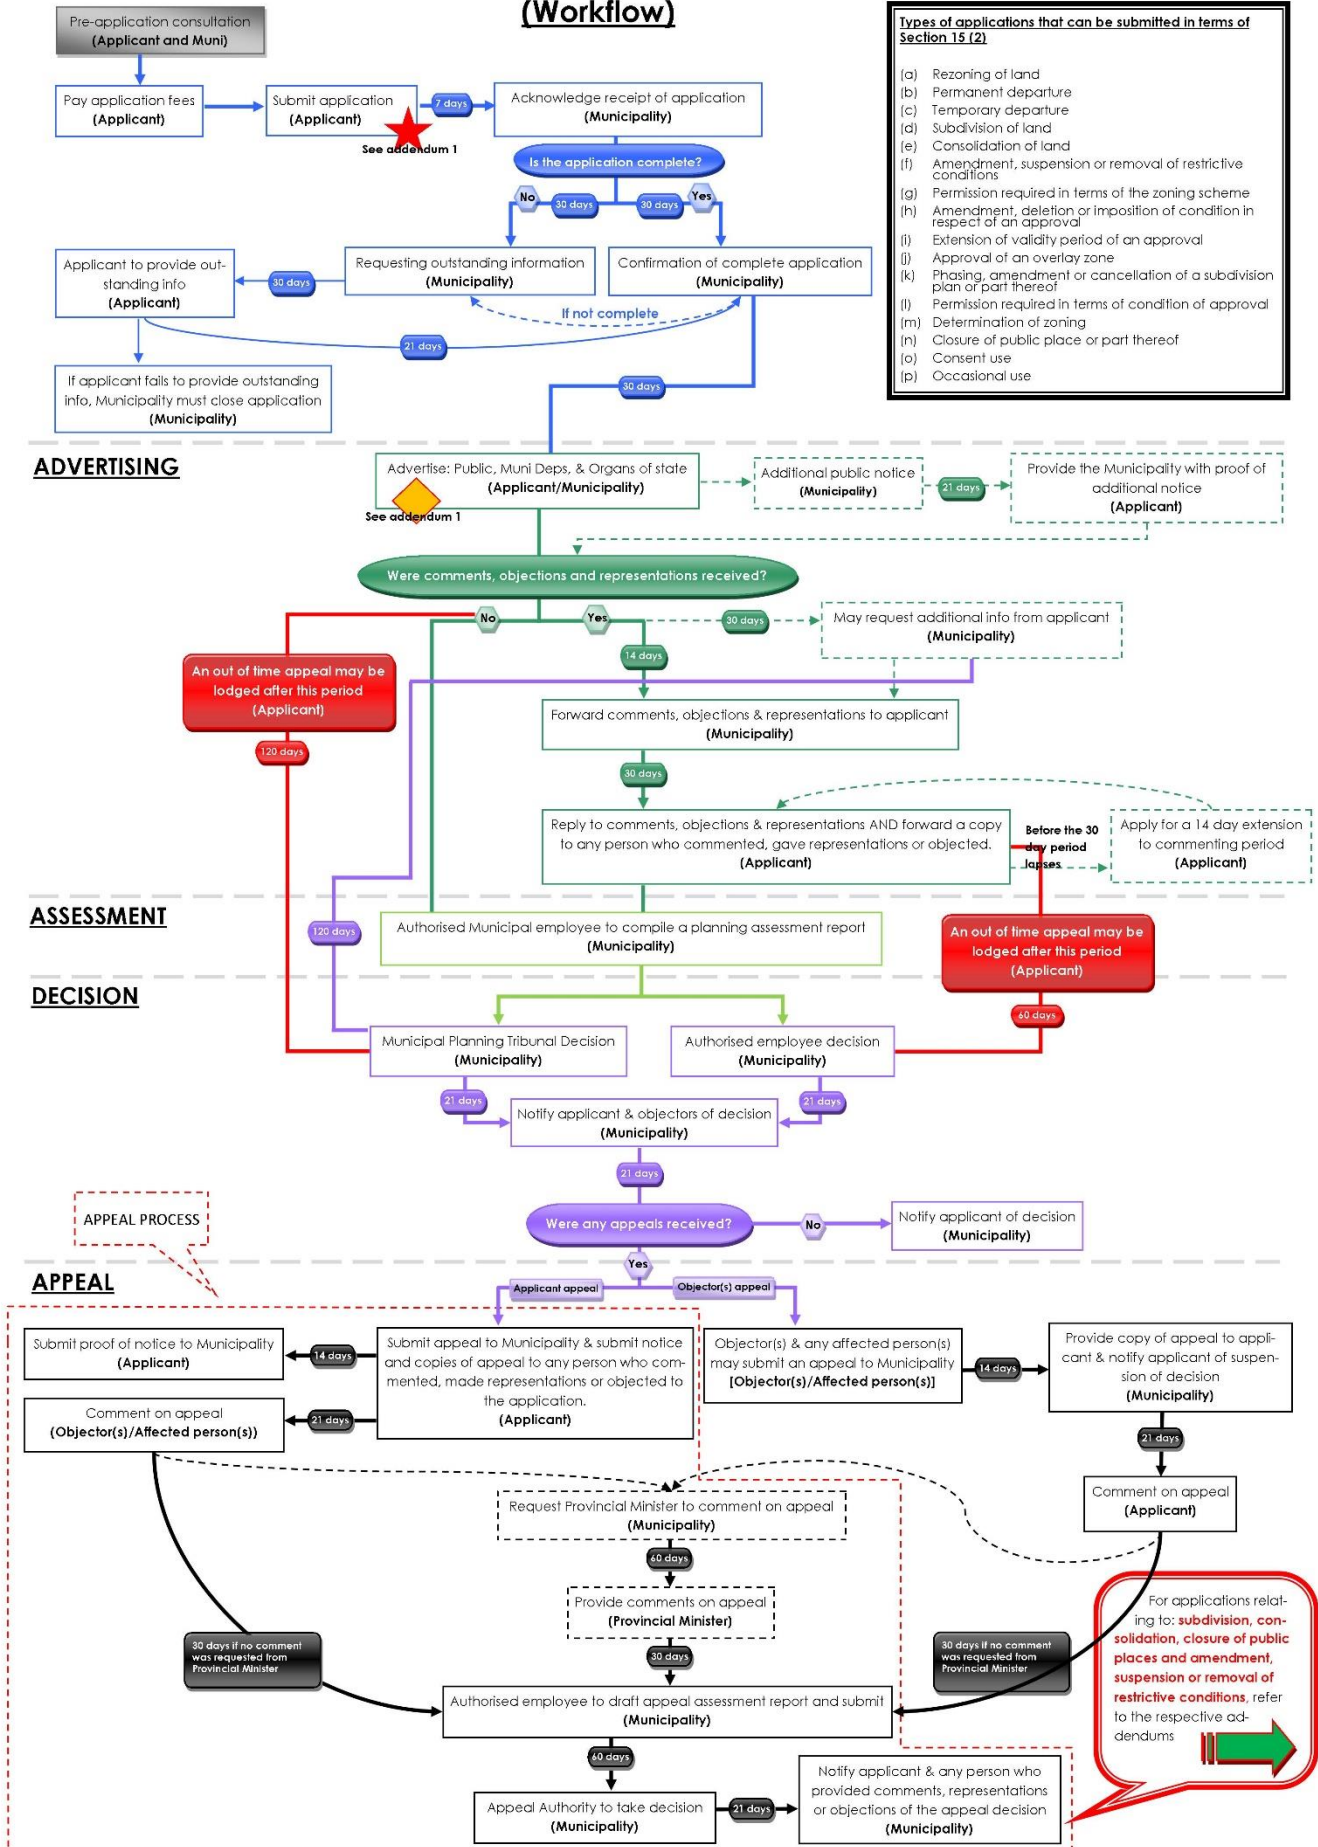 (Workflow)
Pre-application consultation
(Applicant and Muni)
Pay application fees
(Applicant)
Submit application
(Applicant)
See addendum 1
7 days
Acknowledge receipt of application
(Municipality)
Is the application complete?
No
30 days
30 days
Yes
Applicant to provide out-
standing info
(Applicant)
30 days
Requesting outstanding information
(Municipality)
Confirmation of complete application
(Municipality)
If not complete
21 days
If applicant fails to provide outstanding
info, Municipality must close application
(Municipality)
30 days
Types of applications that can be submitted in terms of
Section 15 (2)
(a) Rezoning of land
(b) Permanent departure
(c) Temporary departure
(d) Subdivision of land
(e) Consolidation of land
(f) Amendment, suspension or removal of restrictive
conditions
(g) Permission required in terms of the zoning scheme
(h) Amendment, deletion or imposition of condition in
respect of an approval
(i) Extension of validity period of an approval
(j) Approval of an overlay zone
(k) Phasing, amendment or cancellation of a subdivision
plan or part thereof
(l) Permission required in terms of condition of approval
(m) Determination of zoning
(n) Closure of public place or part thereof
(o) Consent use
(p) Occasional use
ADVERTISING
Advertise: Public, Muni Deps, & Organs of state
(Applicant/Municipality)
See addendum 1
Additional public notice
(Municipality)
21 days
Provide the Municipality with proof of
additional notice
(Applicant)
Were comments, objections and representations received?
No
Yes
30 days
May request additional info from applicant
(Municipality)
14 days
An out of time appeal may be
lodged after this period
(Applicant)
120 days
Forward comments, objections & representations to applicant
(Municipality)
30 days
Reply to comments, objections & representations AND forward a copy
to any person who commented, gave representations or objected.
(Applicant)
Before the 30
day period
lapses
Apply for a 14 day extension
to commenting period
(Applicant)
ASSESSMENT
120 days
Authorised Municipal employee to compile a planning assessment report
(Municipality)
An out of time appeal may be
lodged after this period
(Applicant)
60 days
DECISION
Municipal Planning Tribunal Decision
(Municipality)
Authorised employee decision
(Municipality)
21 days
21 days
Notify applicant & objectors of decision
(Municipality)
21 days
APPEAL PROCESS
Were any appeals received?
No
Notify applicant of decision
(Municipality)
Yes
APPEAL
Applicant appeal
Objector(s) appeal
Submit proof of notice to Municipality
(Applicant)
14 days
Submit appeal to Municipality & submit notice
and copies of appeal to any person who com-
mented, made representations or objected to
the application.
(Applicant)
Objector(s) & any affected person(s)
may submit an appeal to Municipality
[Objector(s)/Affected person(s)]
14 days
Provide copy of appeal to appli-
cant & notify applicant of suspen-
sion of decision
(Municipality)
Comment on appeal
(Objector(s)/Affected person(s))
21 days
21 days
Comment on appeal
(Applicant)
Request Provincial Minister to comment on appeal
(Municipality)
60 days
Provide comments on appeal
(Provincial Minister)
30 days
30 days if no comment
was requested from
Provincial Minister
30 days if no comment
was requested from
Provincial Minister
For applications relat-
ing to: subdivision, con-
solidation, closure of public
places and amendment,
suspension or removal of
restrictive conditions, refer
to the respective ad-
dendums
Authorised employee to draft appeal assessment report and submit
(Municipality)
60 days
Appeal Authority to take decision
(Municipality)
21 days
Notify applicant & any person who
provided comments, representations
or objections of the appeal decision
(Municipality)